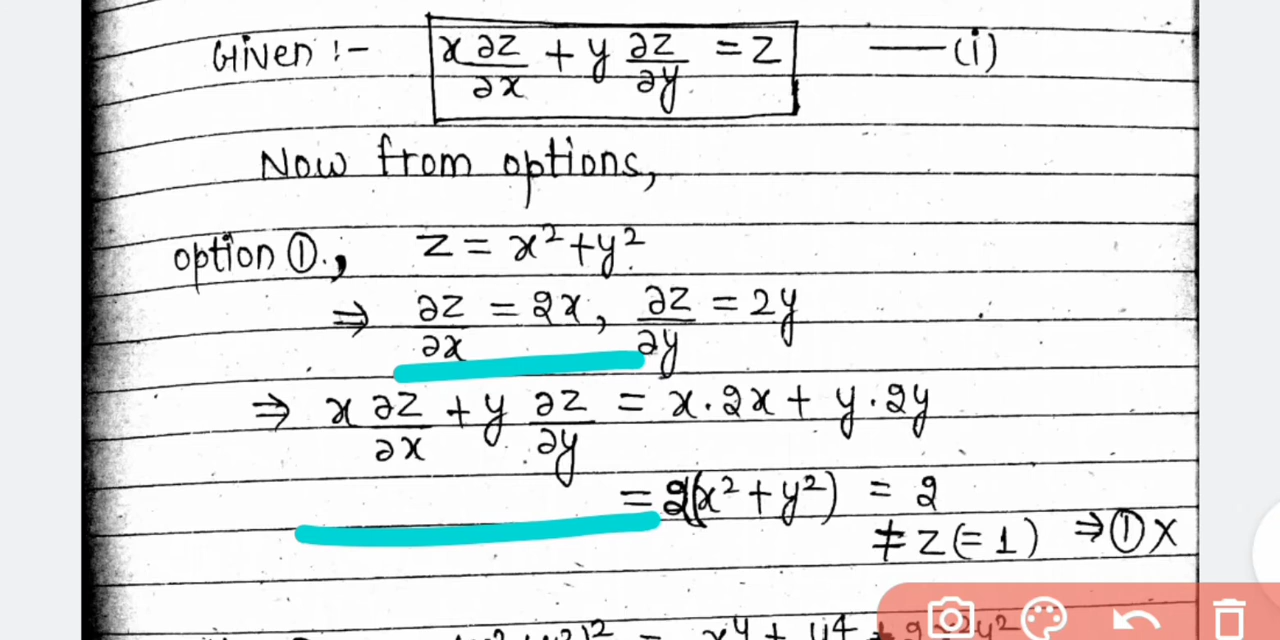 Given :- x ∂z/∂x + y ∂z/∂y = z —(i)
Now from options,
option ①., z = x² + y².
⇒ ∂z/∂x = 2x, ∂z/∂y = 2y
⇒ x ∂z/∂x + y ∂z/∂y = x·2x + y·2y
= 2(x² + y²) = 2
≠ z(=1) ⇒ ① X